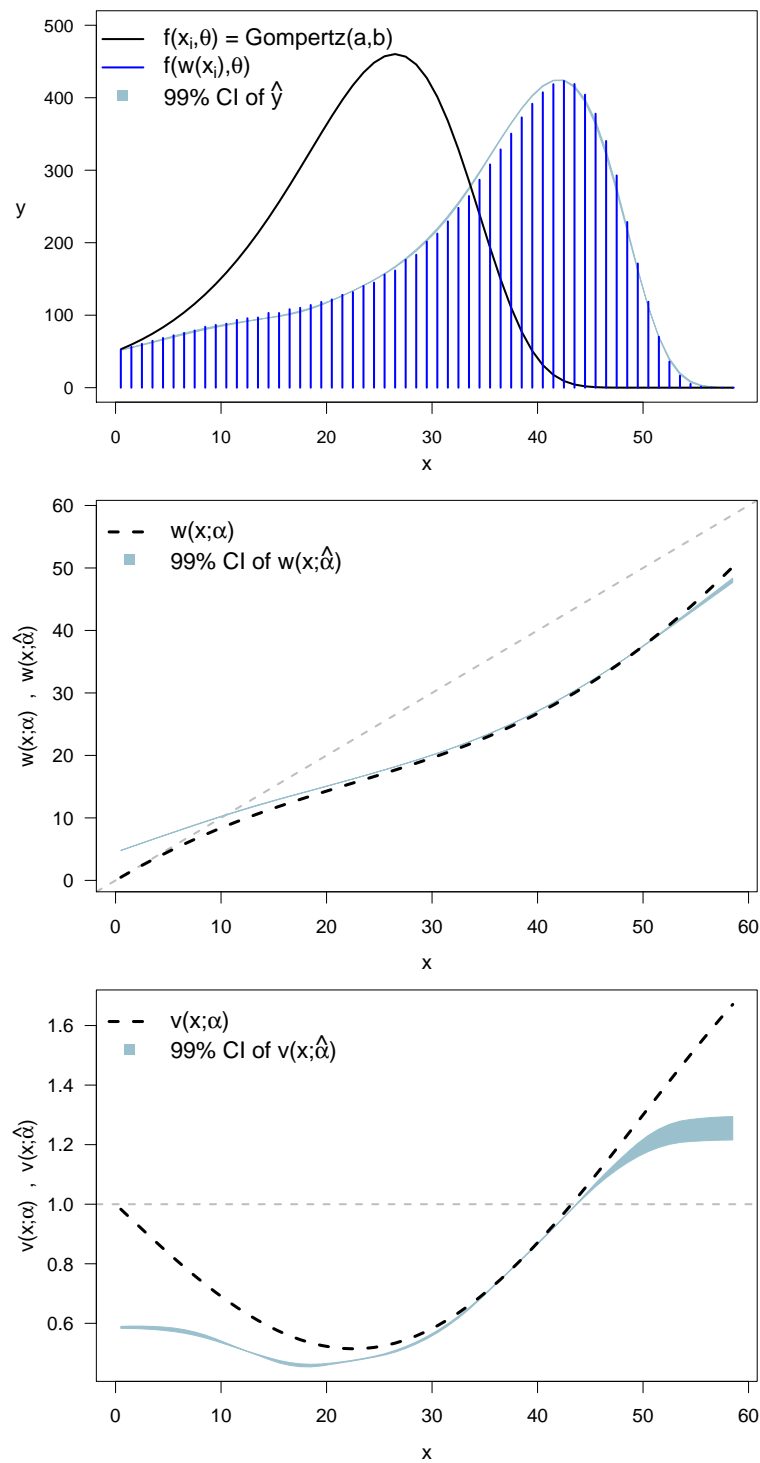 500
400
300
200
100
0
y
f(xᵢ,θ) = Gompertz(a,b)
f(w(xᵢ),θ)
99% CI of ŷ
0 10 20 30 40 50
x
60
50
40
30
20
10
0
w(x;α) , w(x;α̂)
w(x;α)
99% CI of w(x;α̂)
0 10 20 30 40 50 60
x
1.6
1.4
1.2
1.0
0.8
0.6
v(x;α) , v(x;α̂)
v(x;α)
99% CI of v(x;α̂)
0 10 20 30 40 50 60
x